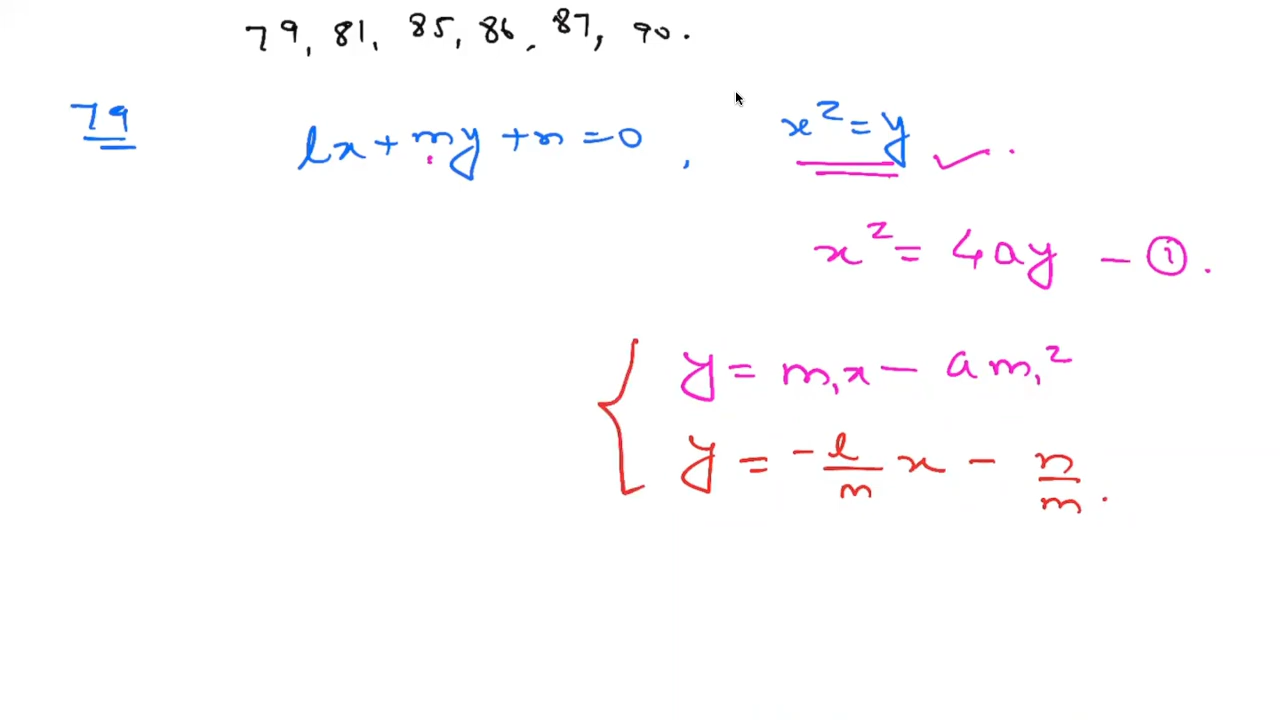 79, 81, 85, 86, 87, 90.
79 lx + my + n = 0 , x² = y
x² = 4ay - ①.
y = m₁x - am₁²
y = -l/m x - n/m.